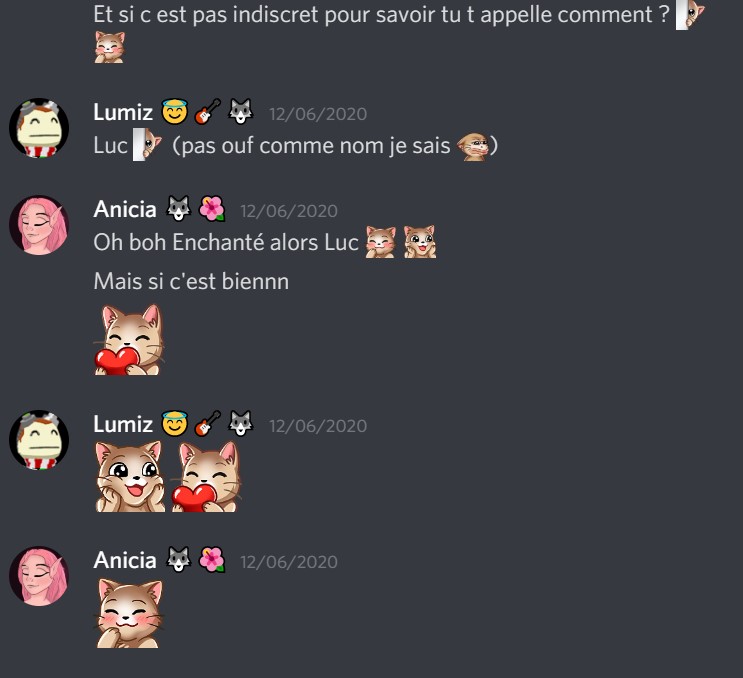 Et si c est pas indiscret pour savoir tu t appelle comment ?
Lumiz 😇 🎸 🐺 12/06/2020
Luc (pas ouf comme nom je sais )
Anicia 🐺 🌺 12/06/2020
Oh boh Enchanté alors Luc
Mais si c'est biennn
Lumiz 😇 🎸 🐺 12/06/2020
Anicia 🐺 🌺 12/06/2020